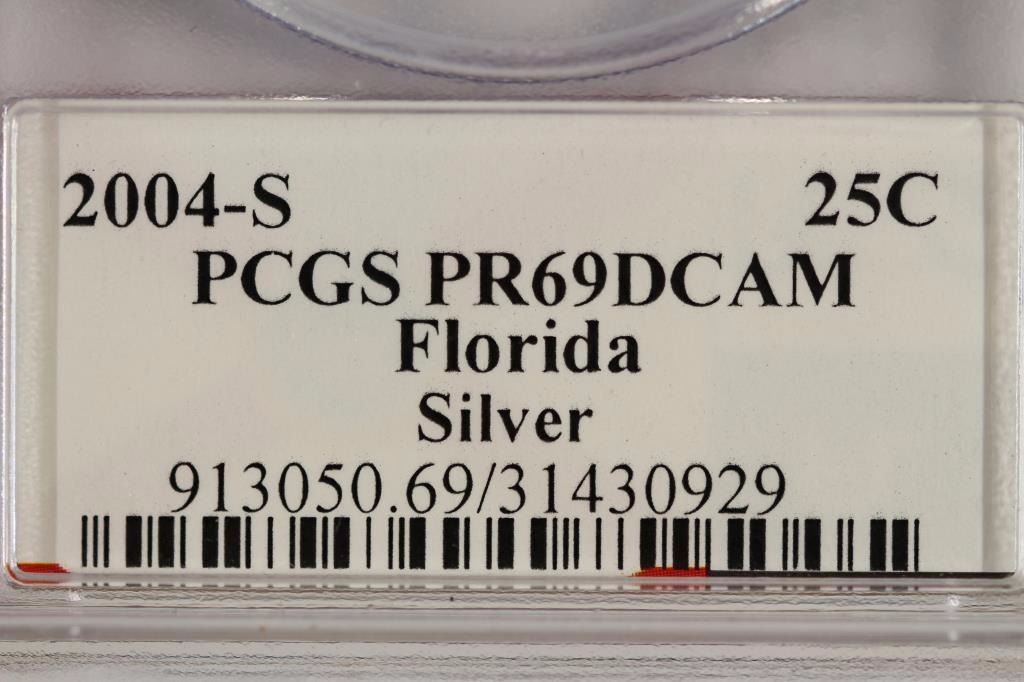 2004-S 25C
PCGS PR69DCAM
Florida
Silver
913050.69/31430929